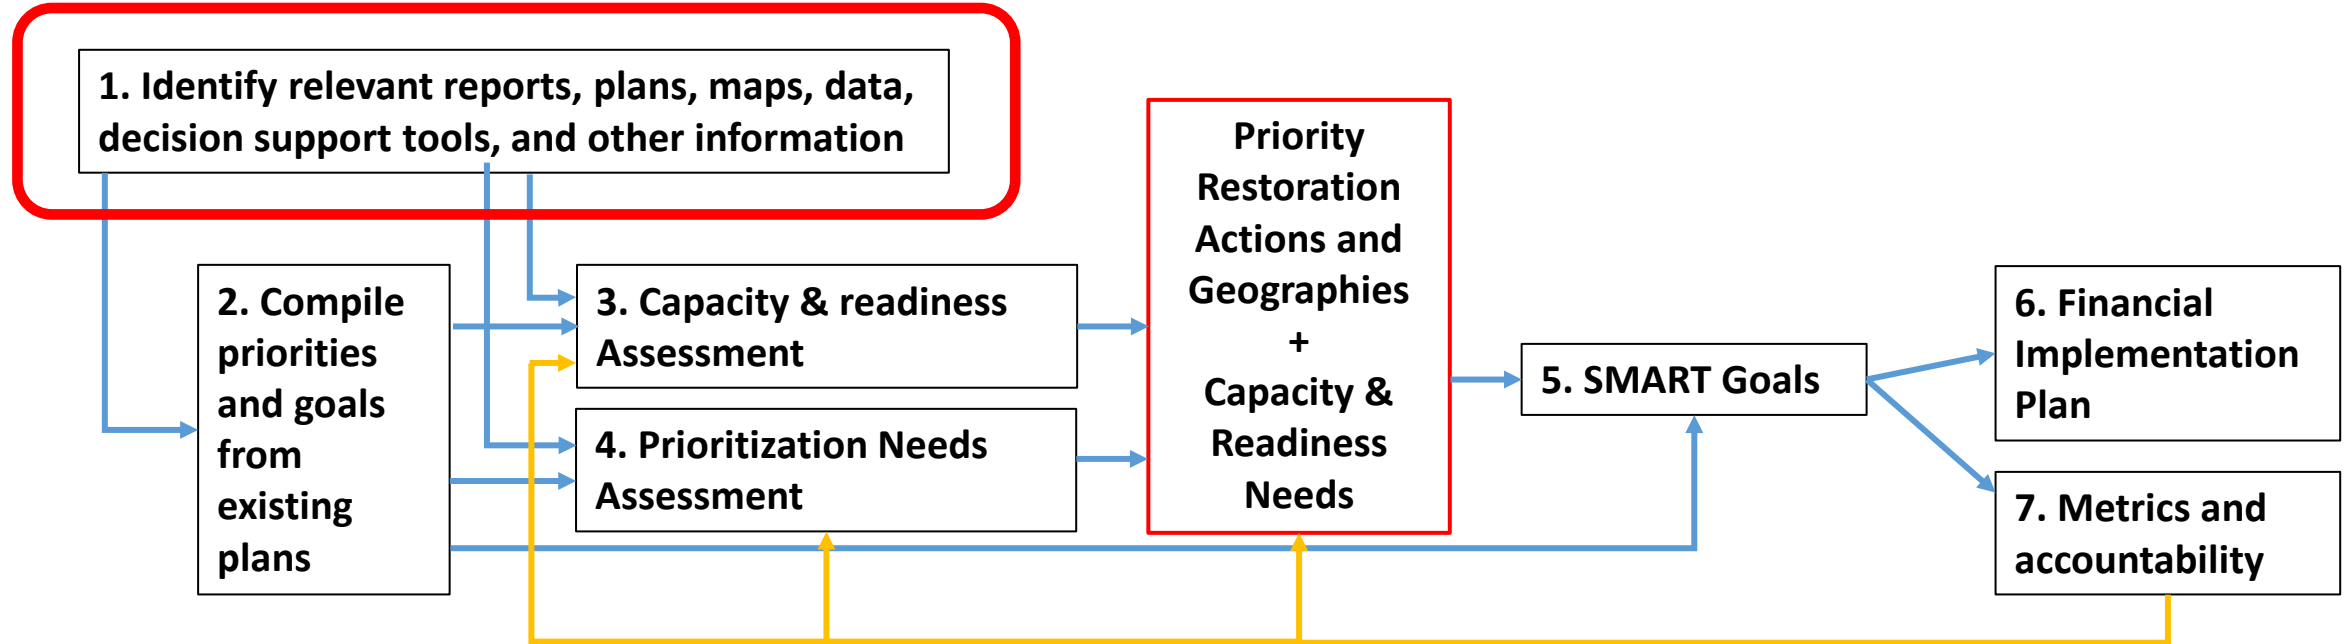 1. Identify relevant reports, plans, maps, data,
decision support tools, and other information
2. Compile
priorities
and goals
from
existing
plans
3. Capacity & readiness
Assessment
4. Prioritization Needs
Assessment
Priority
Restoration
Actions and
Geographies
+
Capacity &
Readiness
Needs
5. SMART Goals
6. Financial
Implementation
Plan
7. Metrics and
accountability